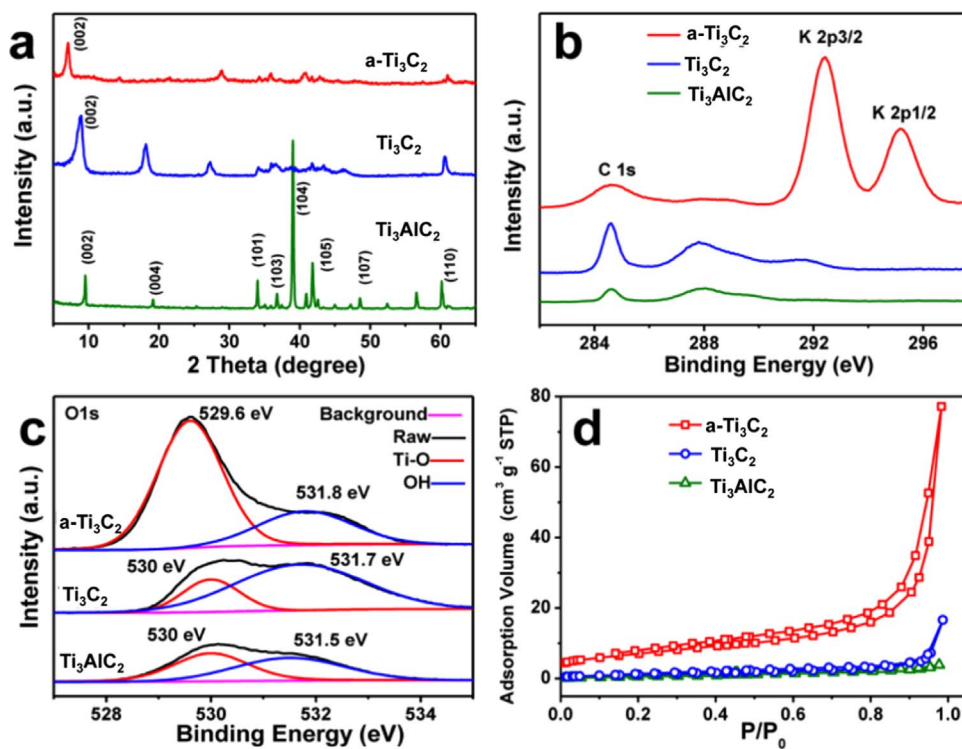 a
(002)
a-Ti₃C₂
(002)
Ti₃C₂
(002)
(004)
(101)
(103)
(104)
(105)
(107)
(110)
Ti₃AlC₂
Intensity (a.u.)
10 20 30 40 50 60
2 Theta (degree)
b
a-Ti₃C₂
Ti₃C₂
Ti₃AlC₂
K 2p3/2
K 2p1/2
C 1s
Intensity (a.u.)
284 288 292 296
Binding Energy (eV)
c
O1s
529.6 eV
Background
Raw
Ti-O
OH
531.8 eV
a-Ti₃C₂
530 eV
531.7 eV
Ti₃C₂
530 eV
531.5 eV
Ti₃AlC₂
Intensity (a.u.)
528 530 532 534
Binding Energy (eV)
d
a-Ti₃C₂
Ti₃C₂
Ti₃AlC₂
Adsorption Volume (cm³ g⁻¹ STP)
80
60
40
20
0
0.0 0.2 0.4 0.6 0.8 1.0
P/P₀